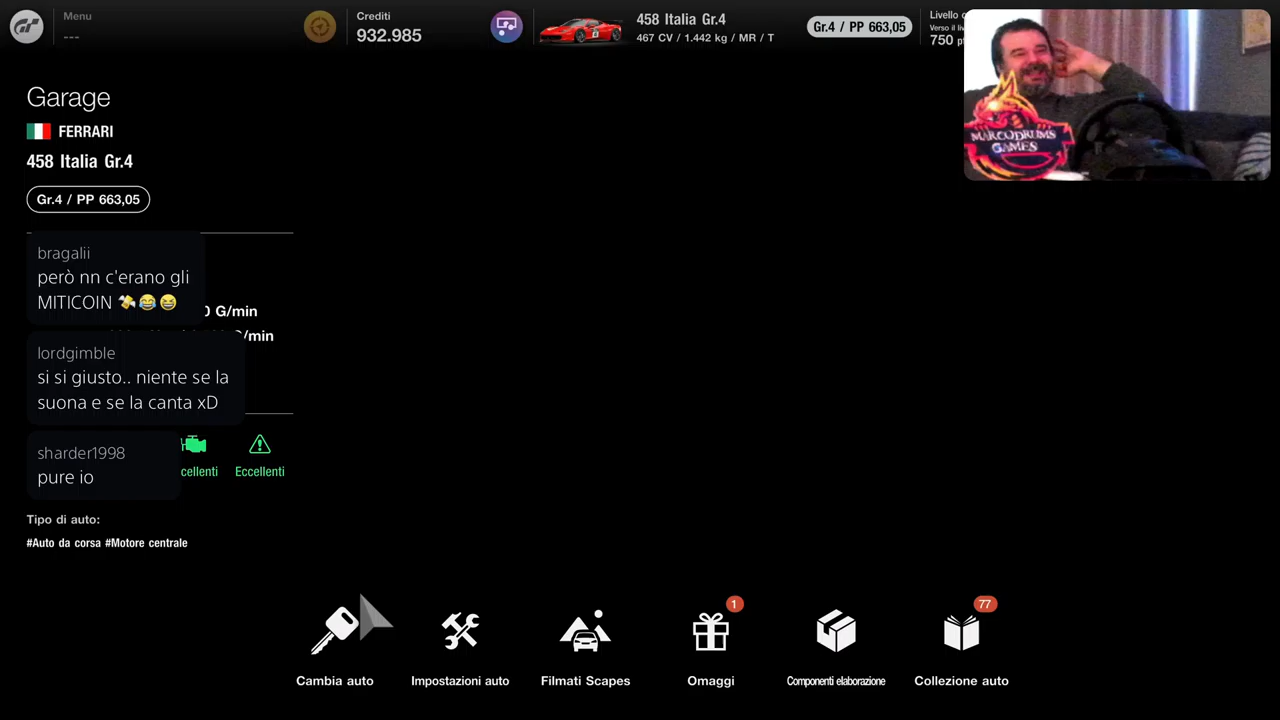 Menu
---
Crediti
932.985
458 Italia Gr.4
467 CV / 1.442 kg / MR / T
Gr.4 / PP 663,05
Livello
Verso il
750
MARCODRUMS
GAMES
Garage
FERRARI
458 Italia Gr.4
Gr.4 / PP 663,05
bragalii
però nn c'erano gli
MITICOIN 💸😂😆
0 G/min
G/min
lordgimble
si si giusto.. niente se la
suona e se la canta xD
sharder1998
pure io
Eccellenti
Tipo di auto:
#Auto da corsa #Motore centrale
1
77
Cambia auto
Impostazioni auto
Filmati Scapes
Omaggi
Componenti elaborazione
Collezione auto